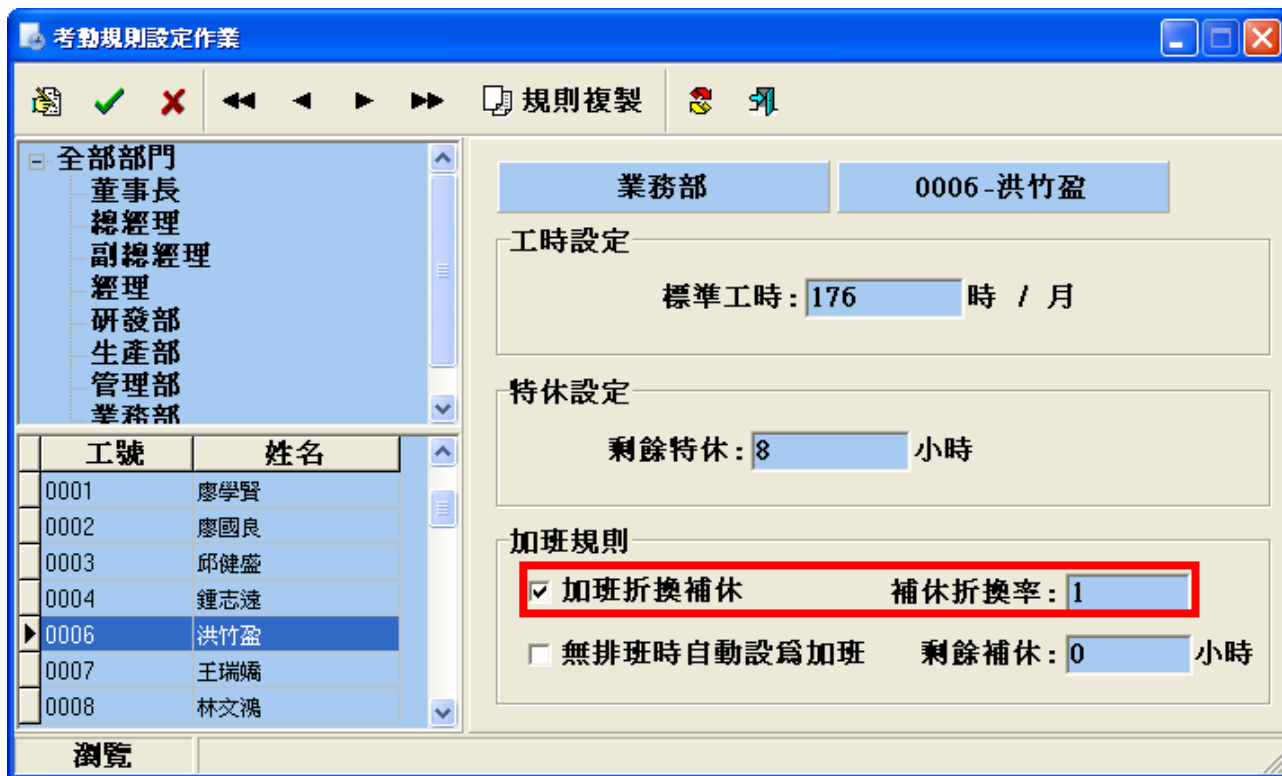 考勤規則設定作業
規則複製
全部部門
董事長
總經理
副總經理
經理
研發部
生產部
管理部
業務部
工號 姓名
0001 廖學賢
0002 廖國良
0003 邱健盛
0004 鍾志遠
0006 洪竹盈
0007 王瑞嬌
0008 林文鴻
業務部 0006-洪竹盈
工時設定
標準工時: 176 時 / 月
特休設定
剩餘特休: 8 小時
加班規則
加班折換補休 補休折換率: 1
無排班時自動設為加班 剩餘補休: 0 小時
瀏覽